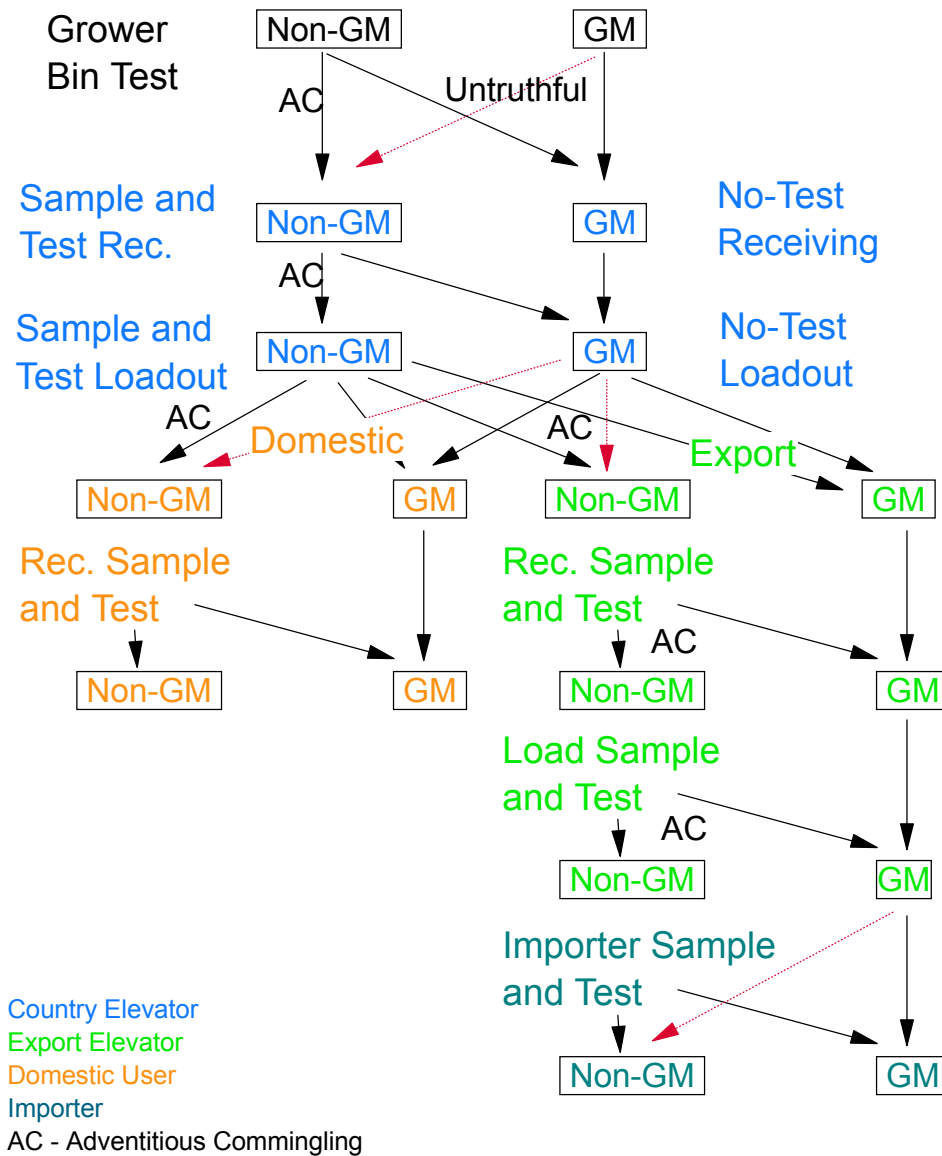 Grower
Bin Test
Non-GM
GM
AC
Untruthful
Sample and
Test Rec.
Non-GM
GM
No-Test
Receiving
AC
Sample and
Test Loadout
Non-GM
GM
No-Test
Loadout
AC
Domestic
AC
Export
Non-GM
GM
Non-GM
GM
Rec. Sample
and Test
Rec. Sample
and Test
AC
Non-GM
GM
Non-GM
GM
Load Sample
and Test
AC
Non-GM
GM
Importer Sample
and Test
Non-GM
GM
Country Elevator
Export Elevator
Domestic User
Importer
AC - Adventitious Commingling